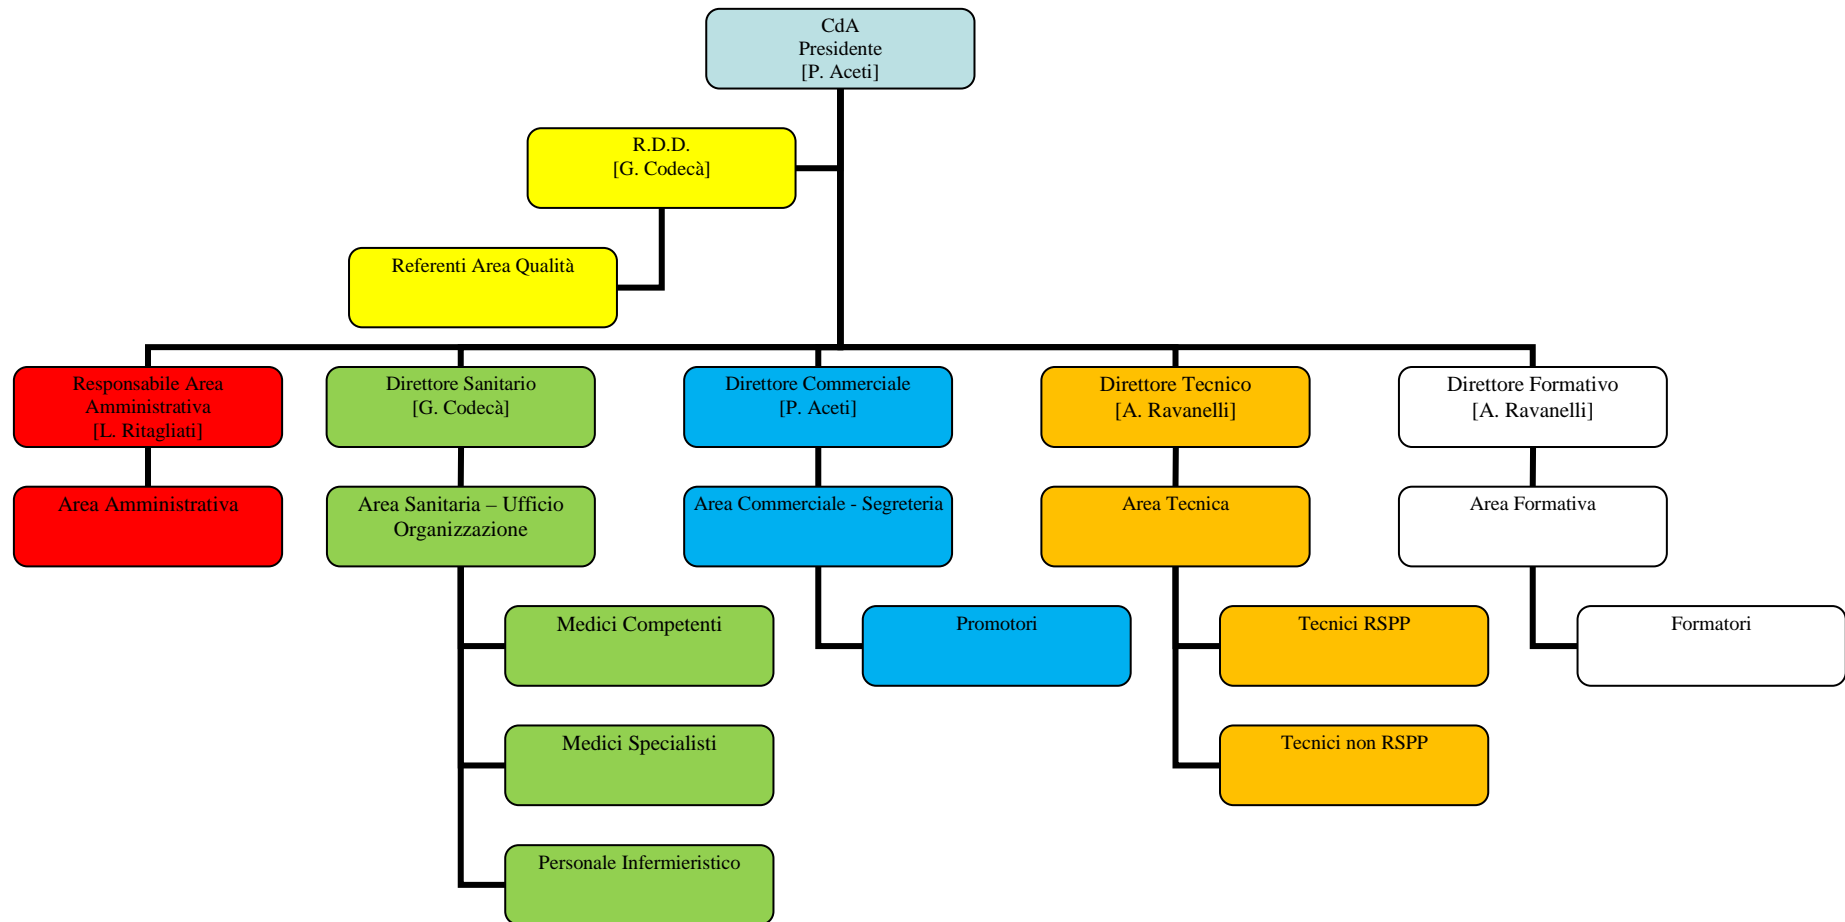 CdA
Presidente
[P. Aceti]
R.D.D.
[G. Codecà]
Referenti Area Qualità
Responsabile Area
Amministrativa
[L. Ritagliati]
Direttore Sanitario
[G. Codecà]
Direttore Commerciale
[P. Aceti]
Direttore Tecnico
[A. Ravanelli]
Direttore Formativo
[A. Ravanelli]
Area Amministrativa
Area Sanitaria – Ufficio
Organizzazione
Area Commerciale - Segreteria
Area Tecnica
Area Formativa
Medici Competenti
Promotori
Tecnici RSPP
Formatori
Medici Specialisti
Tecnici non RSPP
Personale Infermieristico